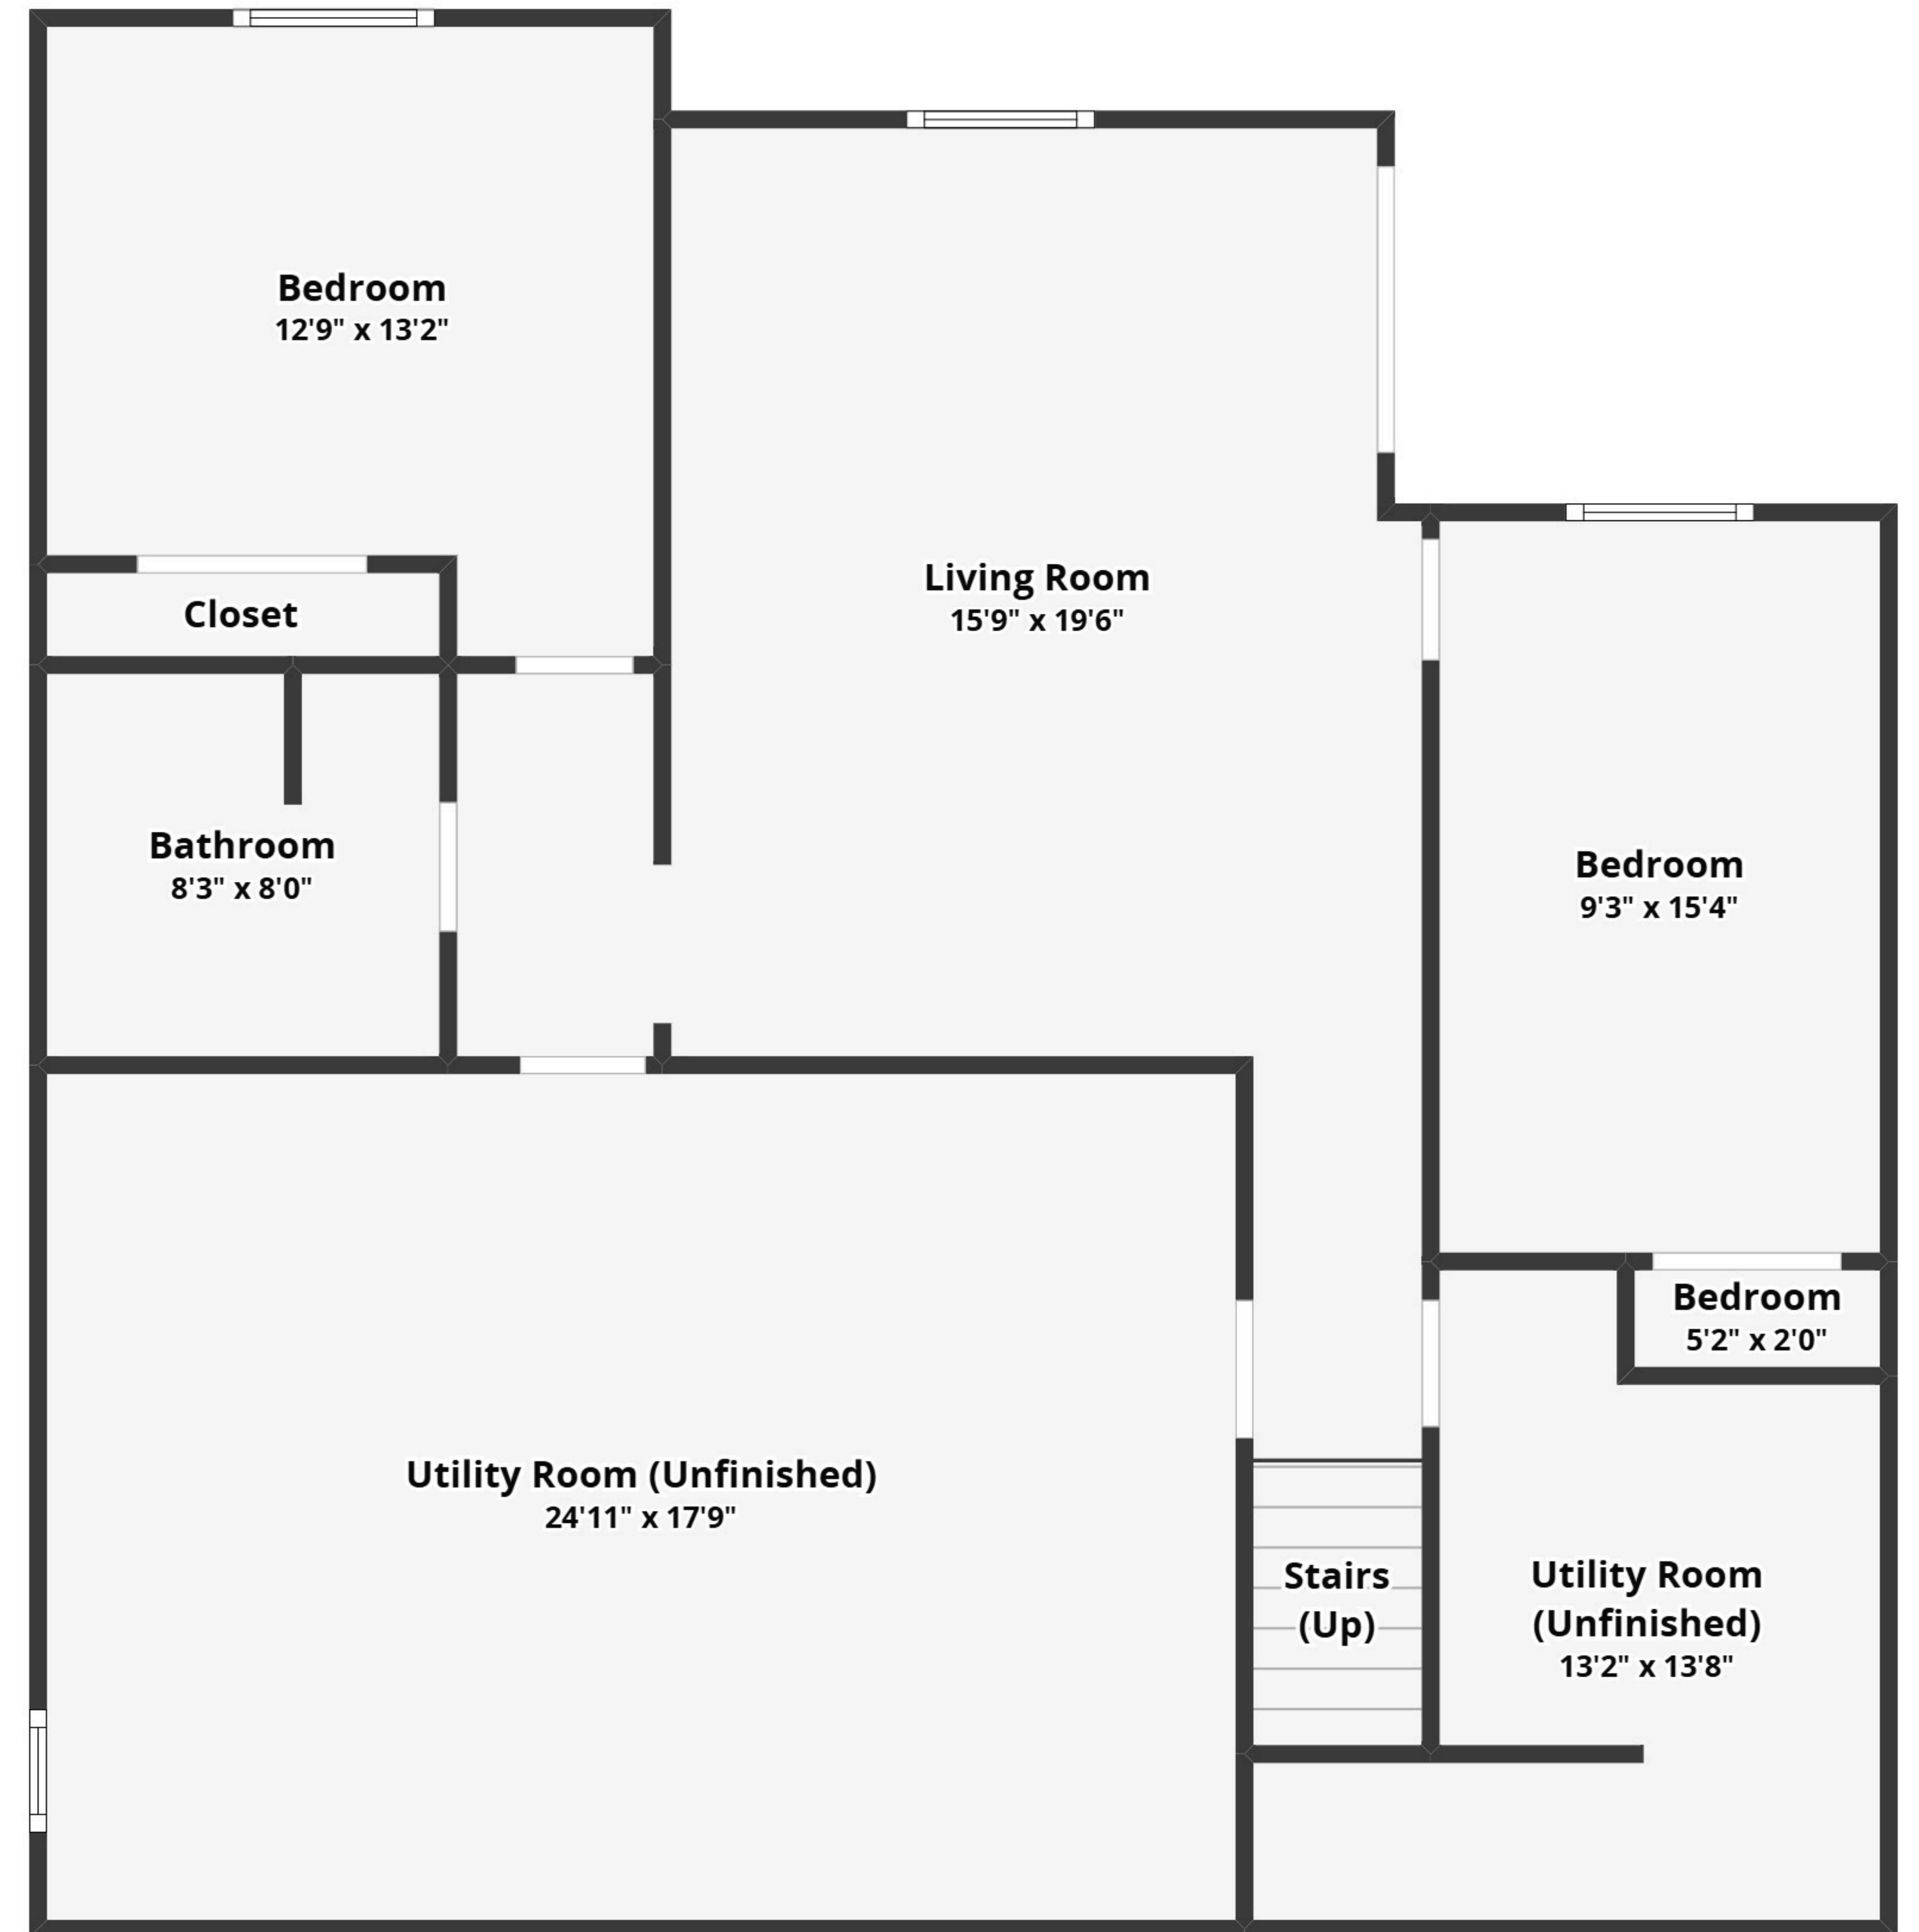 Bedroom
12'9" x 13'2"
Living Room
15'9" x 19'6"
Closet
Bathroom
8'3" x 8'0"
Bedroom
9'3" x 15'4"
Bedroom
5'2" x 2'0"
Utility Room (Unfinished)
24'11" x 17'9"
Stairs
(Up)
Utility Room
(Unfinished)
13'2" x 13'8"